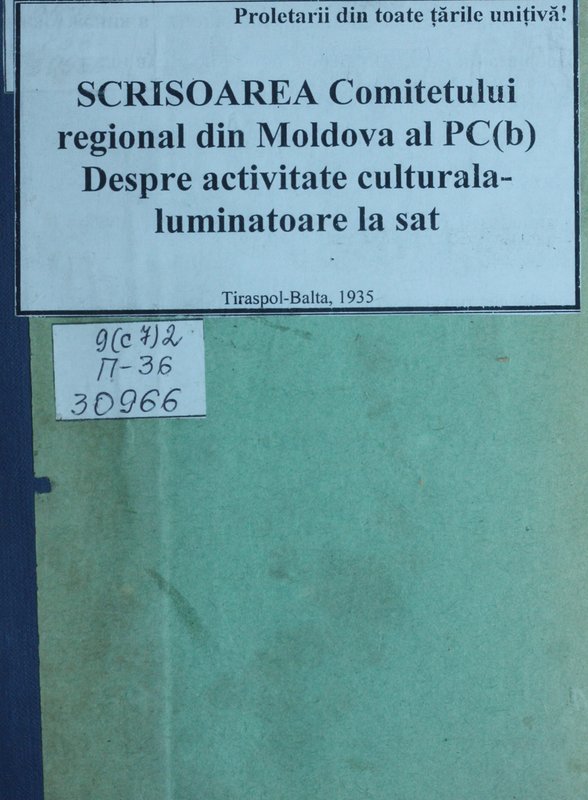 Proletarii din toate țările unițivă!
SCRISOAREA Comitetului
regional din Moldova al PC(b)
Despre activitate culturala-
luminatoare la sat
Tiraspol-Balta, 1935
9(с7)2
П-36
30966